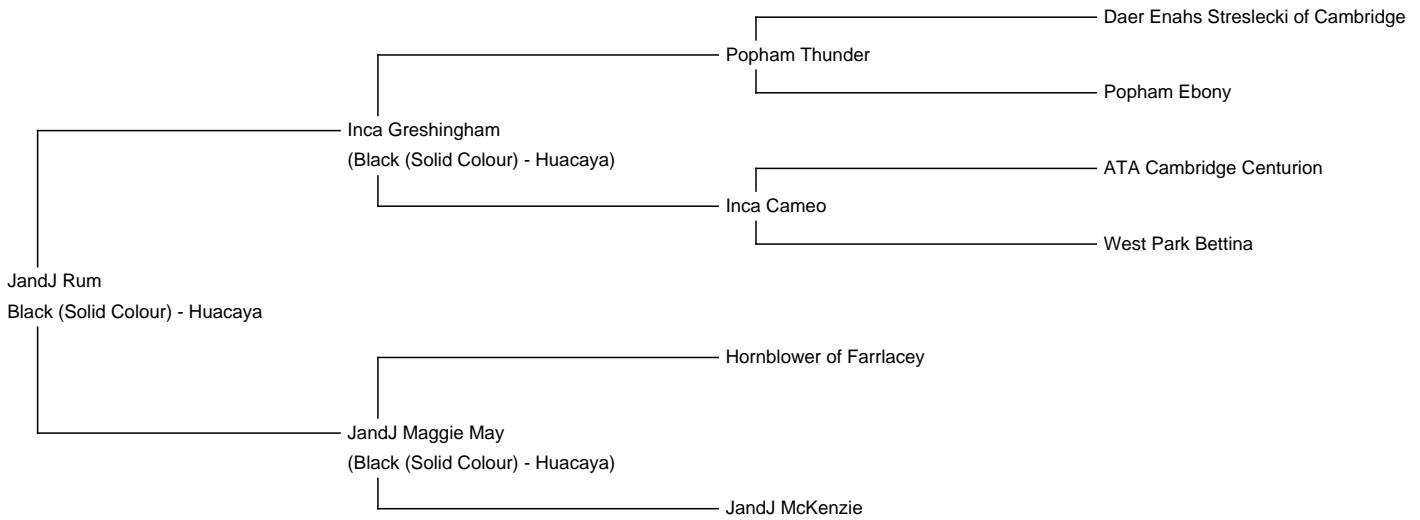 Daer Enahs Streslecki of Cambridge
Popham Thunder
Popham Ebony
Inca Greshingham
(Black (Solid Colour) - Huacaya)
ATA Cambridge Centurion
Inca Cameo
West Park Bettina
JandJ Rum
Black (Solid Colour) - Huacaya
Hornblower of Farrlacey
JandJ Maggie May
(Black (Solid Colour) - Huacaya)
JandJ McKenzie